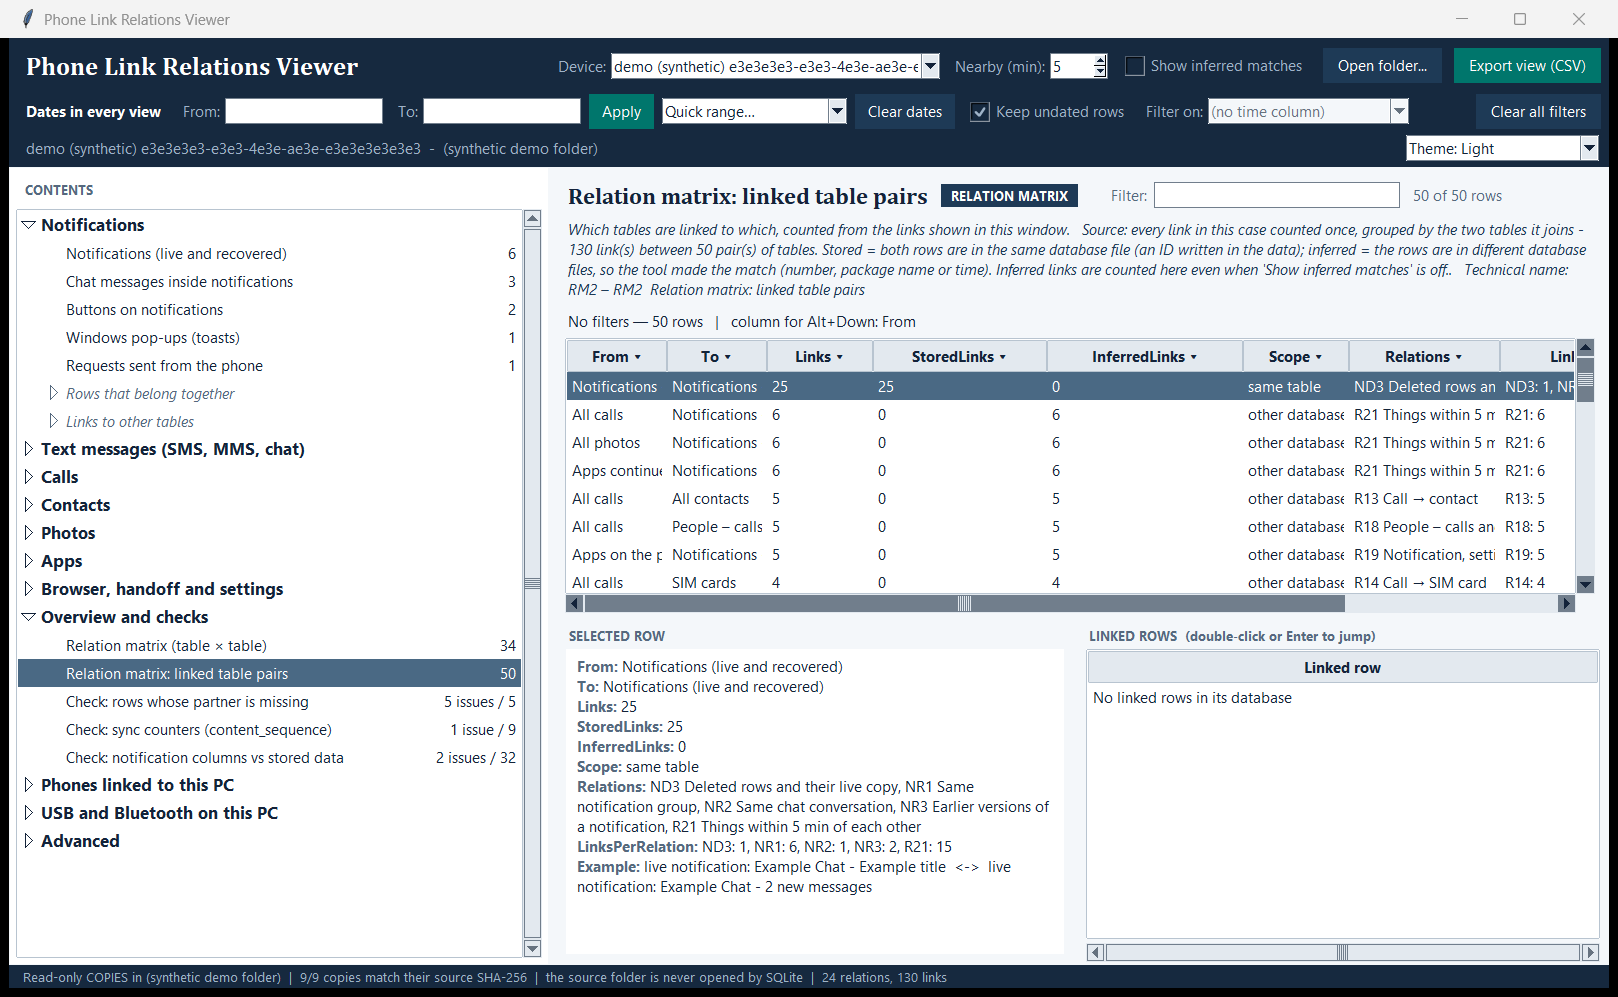 Phone Link Relations Viewer
Phone Link Relations Viewer
Device: demo (synthetic) e3e3e3e3-e3e3-4e3e-ae3e-e
Nearby (min): 5
Show inferred matches
Open folder...
Export view (CSV)
Dates in every view
From:
To:
Apply
Quick range...
Clear dates
Keep undated rows
Filter on: (no time column)
Clear all filters
demo (synthetic) e3e3e3e3-e3e3-4e3e-ae3e-e3e3e3e3e3e3 - (synthetic demo folder)
Theme: Light
CONTENTS
Notifications
Notifications (live and recovered) 6
Chat messages inside notifications 3
Buttons on notifications 2
Windows pop-ups (toasts) 1
Requests sent from the phone 1
Rows that belong together
Links to other tables
Text messages (SMS, MMS, chat)
Calls
Contacts
Photos
Apps
Browser, handoff and settings
Overview and checks
Relation matrix (table × table) 34
Relation matrix: linked table pairs 50
Check: rows whose partner is missing 5 issues / 5
Check: sync counters (content_sequence) 1 issue / 9
Check: notification columns vs stored data 2 issues / 32
Phones linked to this PC
USB and Bluetooth on this PC
Advanced
Relation matrix: linked table pairs RELATION MATRIX Filter: 50 of 50 rows
Which tables are linked to which, counted from the links shown in this window. Source: every link in this case counted once, grouped by the two tables it joins -
130 link(s) between 50 pair(s) of tables. Stored = both rows are in the same database file (an ID written in the data); inferred = the rows are in different database
files, so the tool made the match (number, package name or time). Inferred links are counted here even when 'Show inferred matches' is off.. Technical name:
RM2 – RM2 Relation matrix: linked table pairs
No filters — 50 rows | column for Alt+Down: From
From To Links StoredLinks InferredLinks Scope Relations Linl
Notifications Notifications 25 25 0 same table ND3 Deleted rows an ND3: 1, NR
All calls Notifications 6 0 6 other database R21 Things within 5 m R21: 6
All photos Notifications 6 0 6 other database R21 Things within 5 m R21: 6
Apps continue Notifications 6 0 6 other database R21 Things within 5 m R21: 6
All calls All contacts 5 0 5 other database R13 Call → contact R13: 5
All calls People – calls 5 0 5 other database R18 People – calls an R18: 5
Apps on the p Notifications 5 0 5 other database R19 Notification, setti R19: 5
All calls SIM cards 4 0 4 other database R14 Call → SIM card R14: 4
SELECTED ROW
From: Notifications (live and recovered)
To: Notifications (live and recovered)
Links: 25
StoredLinks: 25
InferredLinks: 0
Scope: same table
Relations: ND3 Deleted rows and their live copy, NR1 Same
notification group, NR2 Same chat conversation, NR3 Earlier versions of
a notification, R21 Things within 5 min of each other
LinksPerRelation: ND3: 1, NR1: 6, NR2: 1, NR3: 2, R21: 15
Example: live notification: Example Chat - Example title <-> live
notification: Example Chat - 2 new messages
LINKED ROWS (double-click or Enter to jump)
Linked row
No linked rows in its database
Read-only COPIES in (synthetic demo folder) | 9/9 copies match their source SHA-256 | the source folder is never opened by SQLite | 24 relations, 130 links